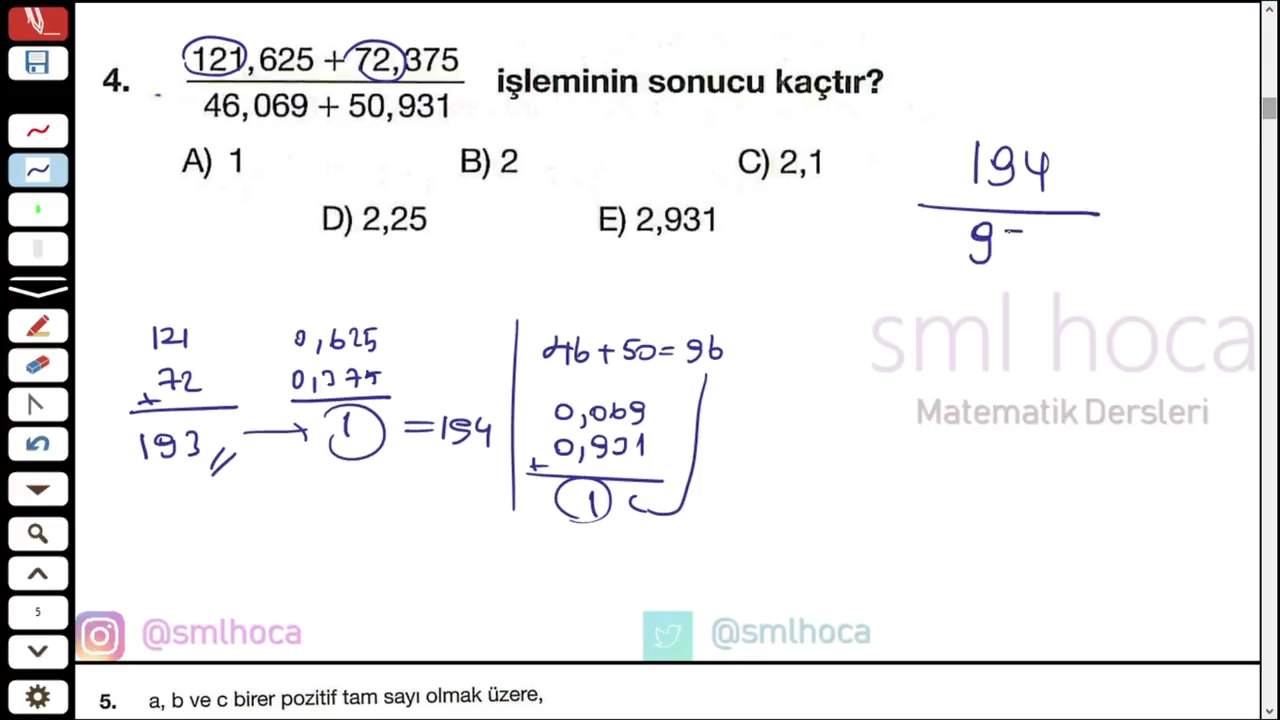 4. 121,625 + 72,375
46,069 + 50,931
işleminin sonucu kaçtır?
A) 1 B) 2 C) 2,1
D) 2,25 E) 2,931
194
9
121
+ 72
193
0,625
0,375
1 = 194
46 + 50 = 96
0,069
+ 0,931
1
sml hoca
Matematik Dersleri
@smlhoca @smlhoca
5
5. a, b ve c birer pozitif tam sayı olmak üzere,